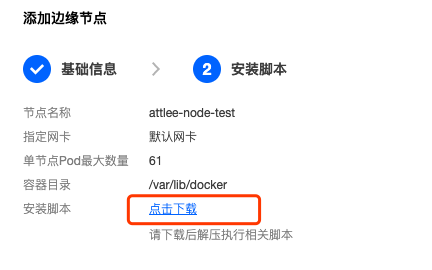 添加边缘节点
基础信息 2 安装脚本
节点名称 attlee-node-test
指定网卡 默认网卡
单节点Pod最大数量 61
容器目录 /var/lib/docker
安装脚本 点击下载
请下载后解压执行相关脚本